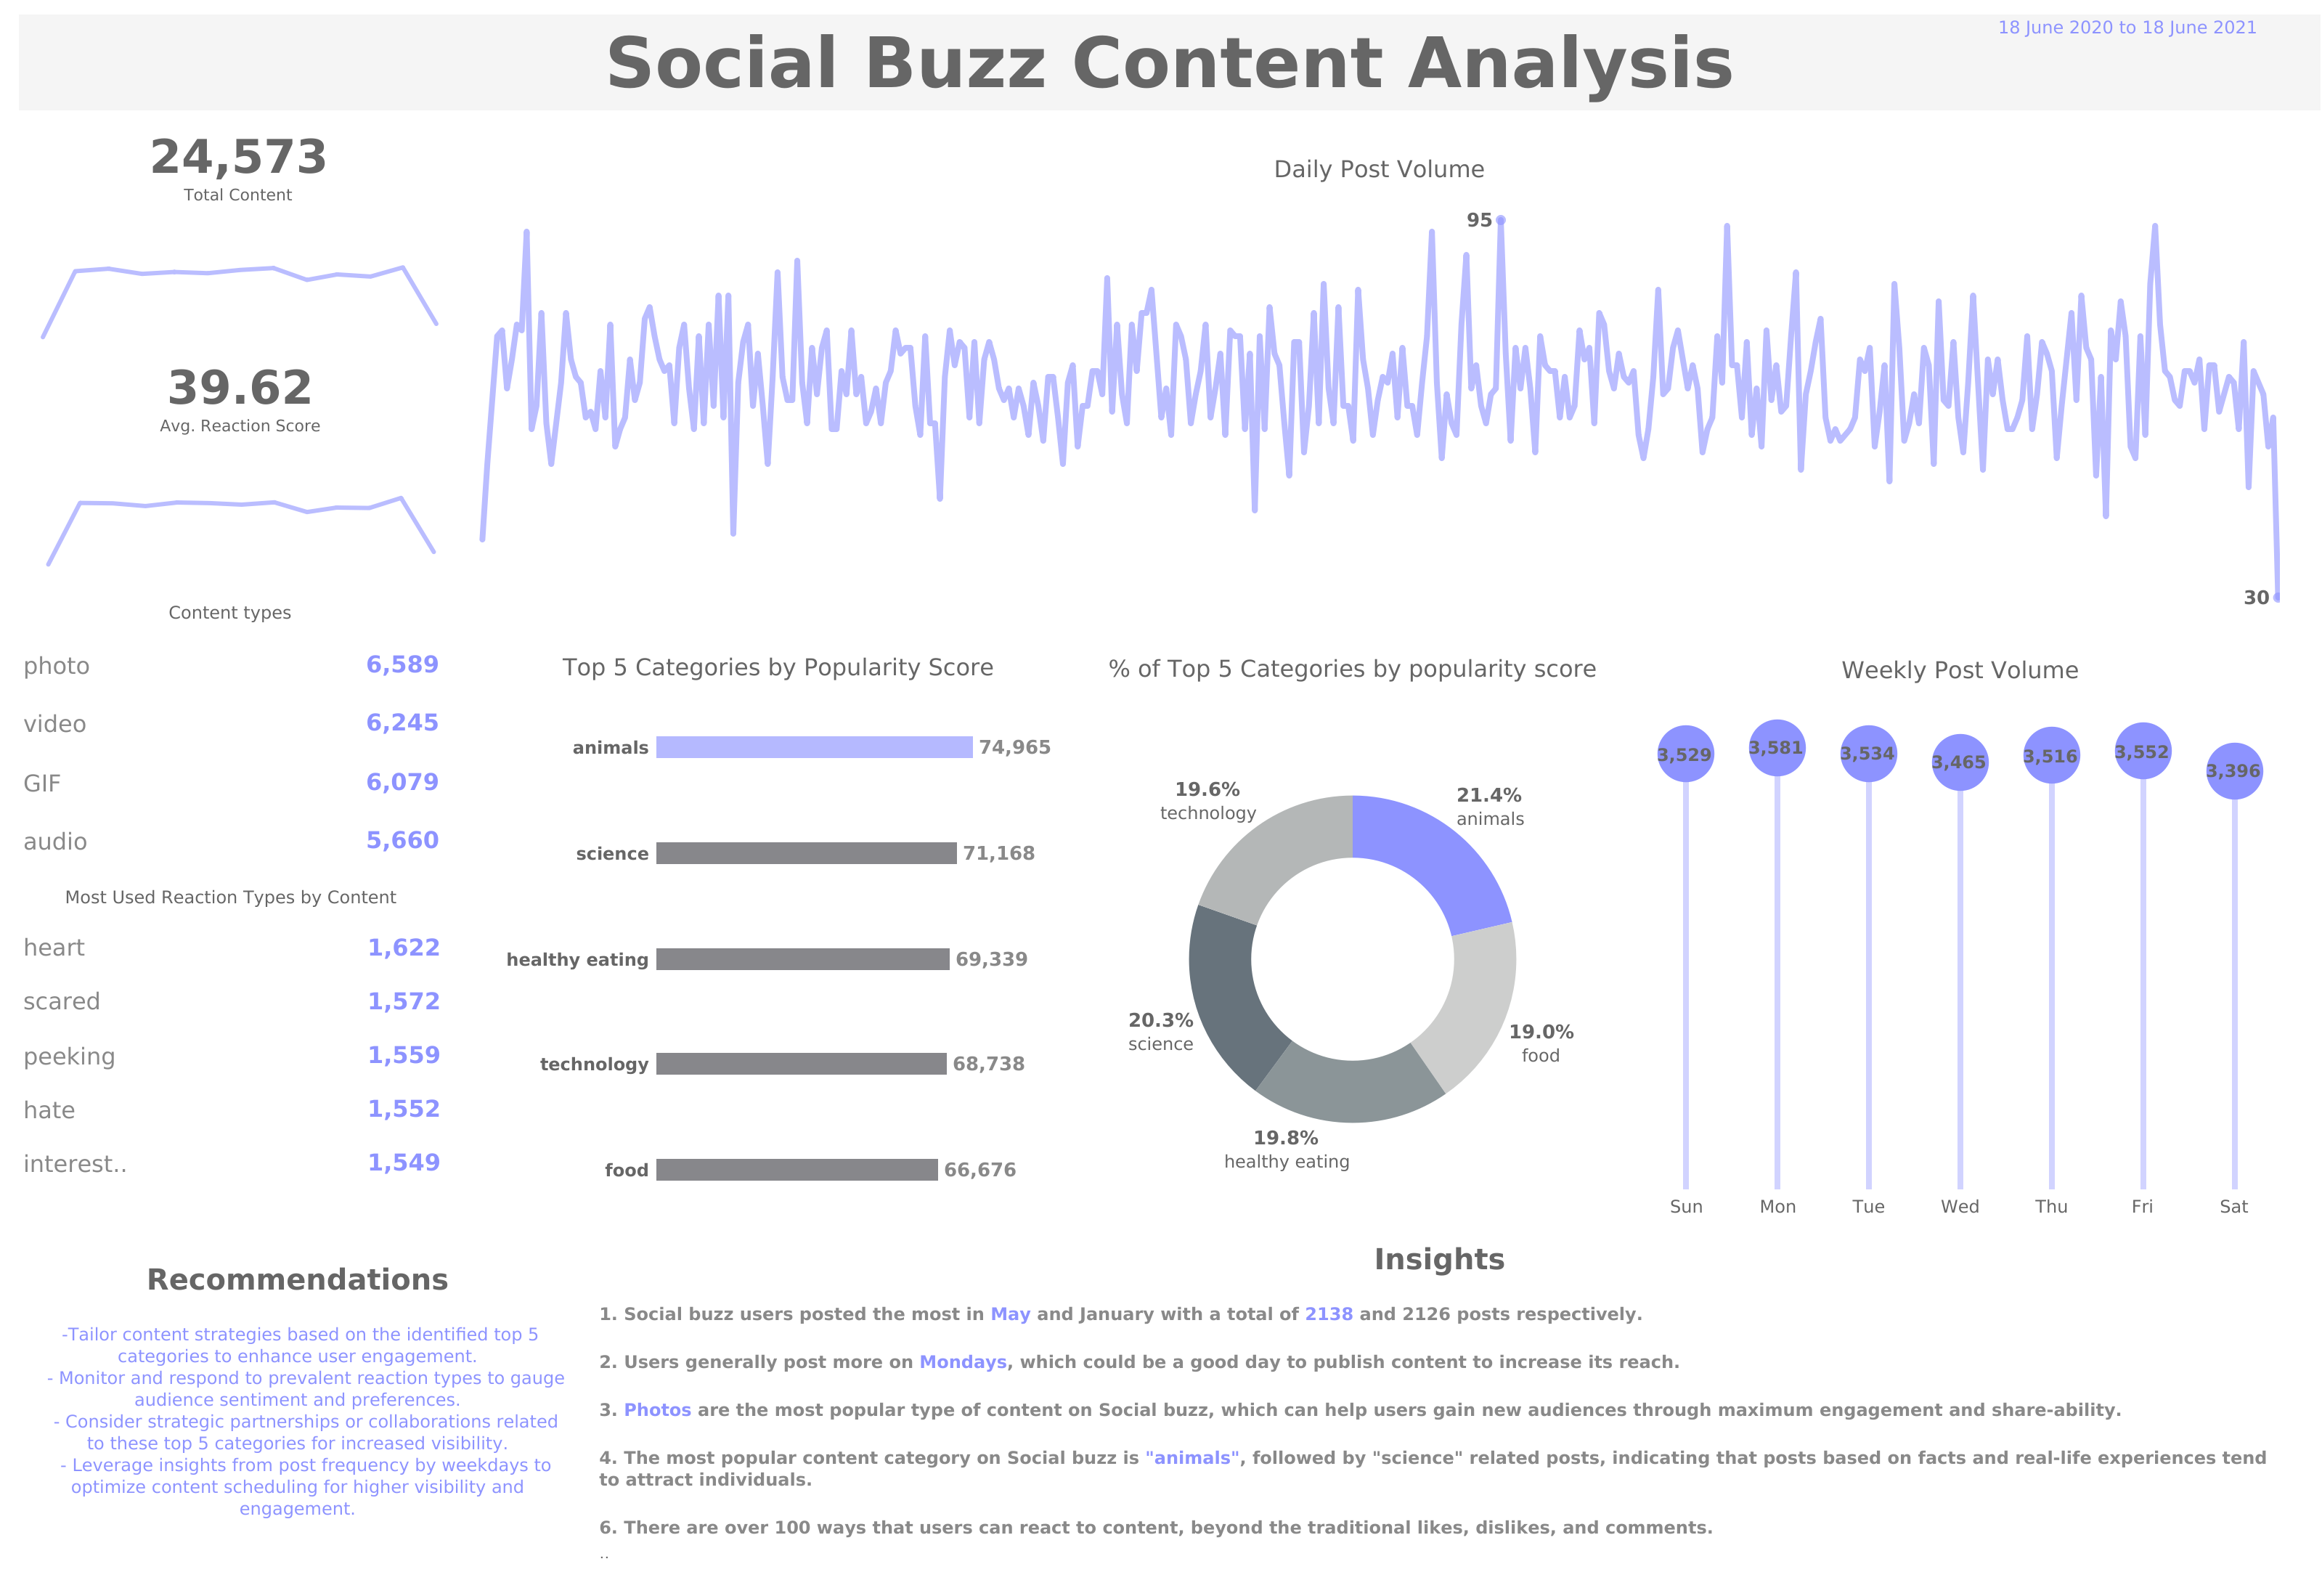 18 June 2020 to 18 June 2021
Social Buzz Content Analysis
24,573
Total Content
39.62
Avg. Reaction Score
Daily Post Volume
95
30
Content types
photo 6,589
video 6,245
GIF 6,079
audio 5,660
Most Used Reaction Types by Content
heart 1,622
scared 1,572
peeking 1,559
hate 1,552
interest.. 1,549
Top 5 Categories by Popularity Score
animals 74,965
science 71,168
healthy eating 69,339
technology 68,738
food 66,676
% of Top 5 Categories by popularity score
19.6%
technology
21.4%
animals
20.3%
science
19.0%
food
19.8%
healthy eating
Weekly Post Volume
3,529 3,581 3,534 3,465 3,516 3,552 3,396
Sun Mon Tue Wed Thu Fri Sat
Recommendations
-Tailor content strategies based on the identified top 5
categories to enhance user engagement.
- Monitor and respond to prevalent reaction types to gauge
audience sentiment and preferences.
- Consider strategic partnerships or collaborations related
to these top 5 categories for increased visibility.
- Leverage insights from post frequency by weekdays to
optimize content scheduling for higher visibility and
engagement.
Insights
1. Social buzz users posted the most in May and January with a total of 2138 and 2126 posts respectively.
2. Users generally post more on Mondays, which could be a good day to publish content to increase its reach.
3. Photos are the most popular type of content on Social buzz, which can help users gain new audiences through maximum engagement and share-ability.
4. The most popular content category on Social buzz is "animals", followed by "science" related posts, indicating that posts based on facts and real-life experiences tend
to attract individuals.
6. There are over 100 ways that users can react to content, beyond the traditional likes, dislikes, and comments.
..